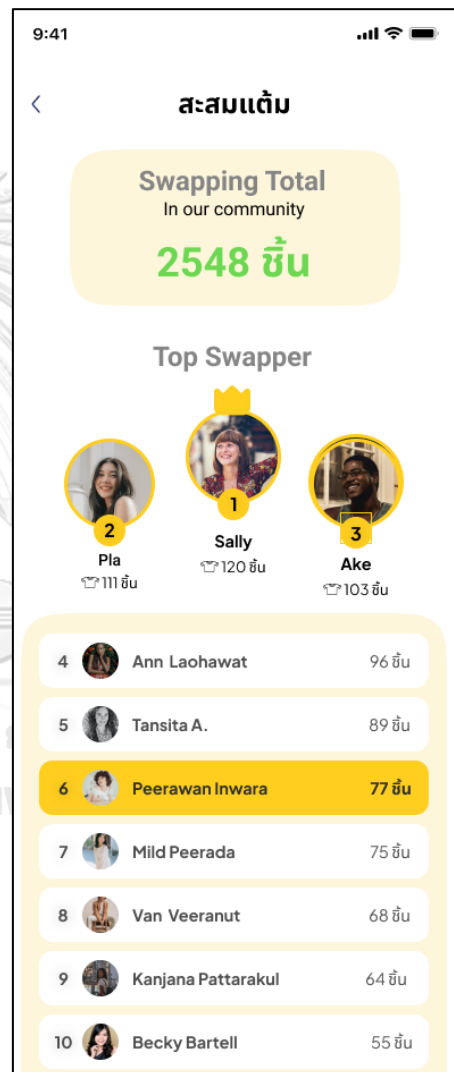 9:41
สะสมแต้ม
Swapping Total
In our community
2548 ชิ้น
Top Swapper
1
2
3
Sally
120 ชิ้น
Pla
111 ชิ้น
Ake
103 ชิ้น
4 Ann Laohawat 96 ชิ้น
5 Tansita A. 89 ชิ้น
6 Peerawan Inwara 77 ชิ้น
7 Mild Peerada 75 ชิ้น
8 Van Veeranut 68 ชิ้น
9 Kanjana Pattarakul 64 ชิ้น
10 Becky Bartell 55 ชิ้น